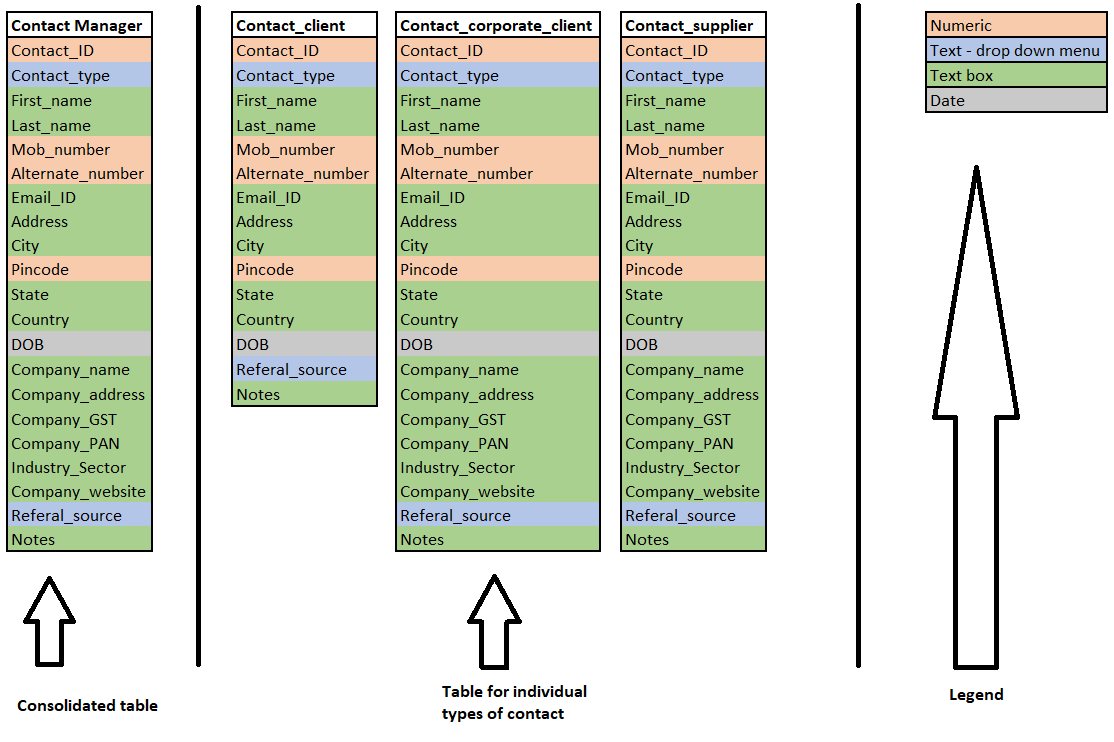 Contact Manager
Contact_ID
Contact_type
First_name
Last_name
Mob_number
Alternate_number
Email_ID
Address
City
Pincode
State
Country
DOB
Company_name
Company_address
Company_GST
Company_PAN
Industry_Sector
Company_website
Referal_source
Notes
Consolidated table
Contact_client
Contact_ID
Contact_type
First_name
Last_name
Mob_number
Alternate_number
Email_ID
Address
City
Pincode
State
Country
DOB
Referal_source
Notes
Contact_corporate_client
Contact_ID
Contact_type
First_name
Last_name
Mob_number
Alternate_number
Email_ID
Address
City
Pincode
State
Country
DOB
Company_name
Company_address
Company_GST
Company_PAN
Industry_Sector
Company_website
Referal_source
Notes
Contact_supplier
Contact_ID
Contact_type
First_name
Last_name
Mob_number
Alternate_number
Email_ID
Address
City
Pincode
State
Country
DOB
Company_name
Company_address
Company_GST
Company_PAN
Industry_Sector
Company_website
Referal_source
Notes
Table for individual
types of contact
Numeric
Text - drop down menu
Text box
Date
Legend